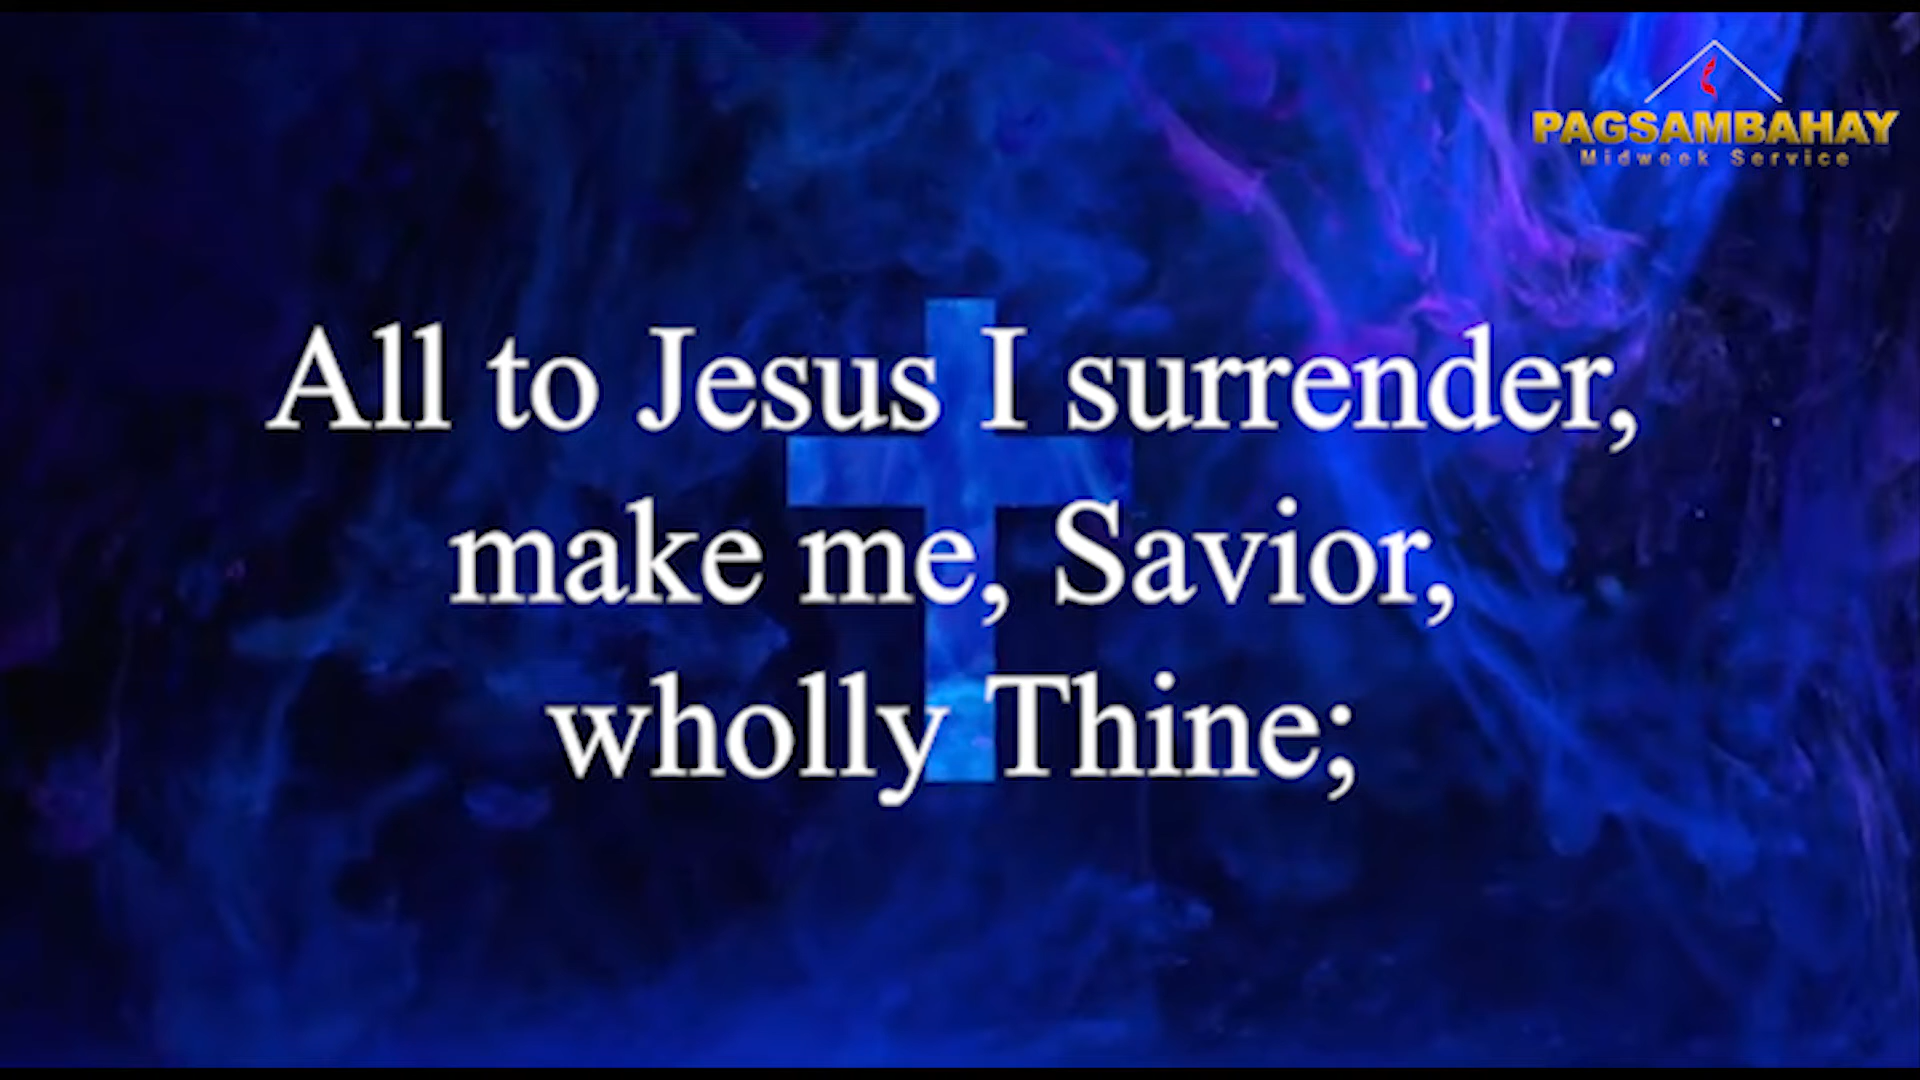 PAGSAMBAHAY
Midweek Service
All to Jesus I surrender,
make me, Savior,
wholly Thine;